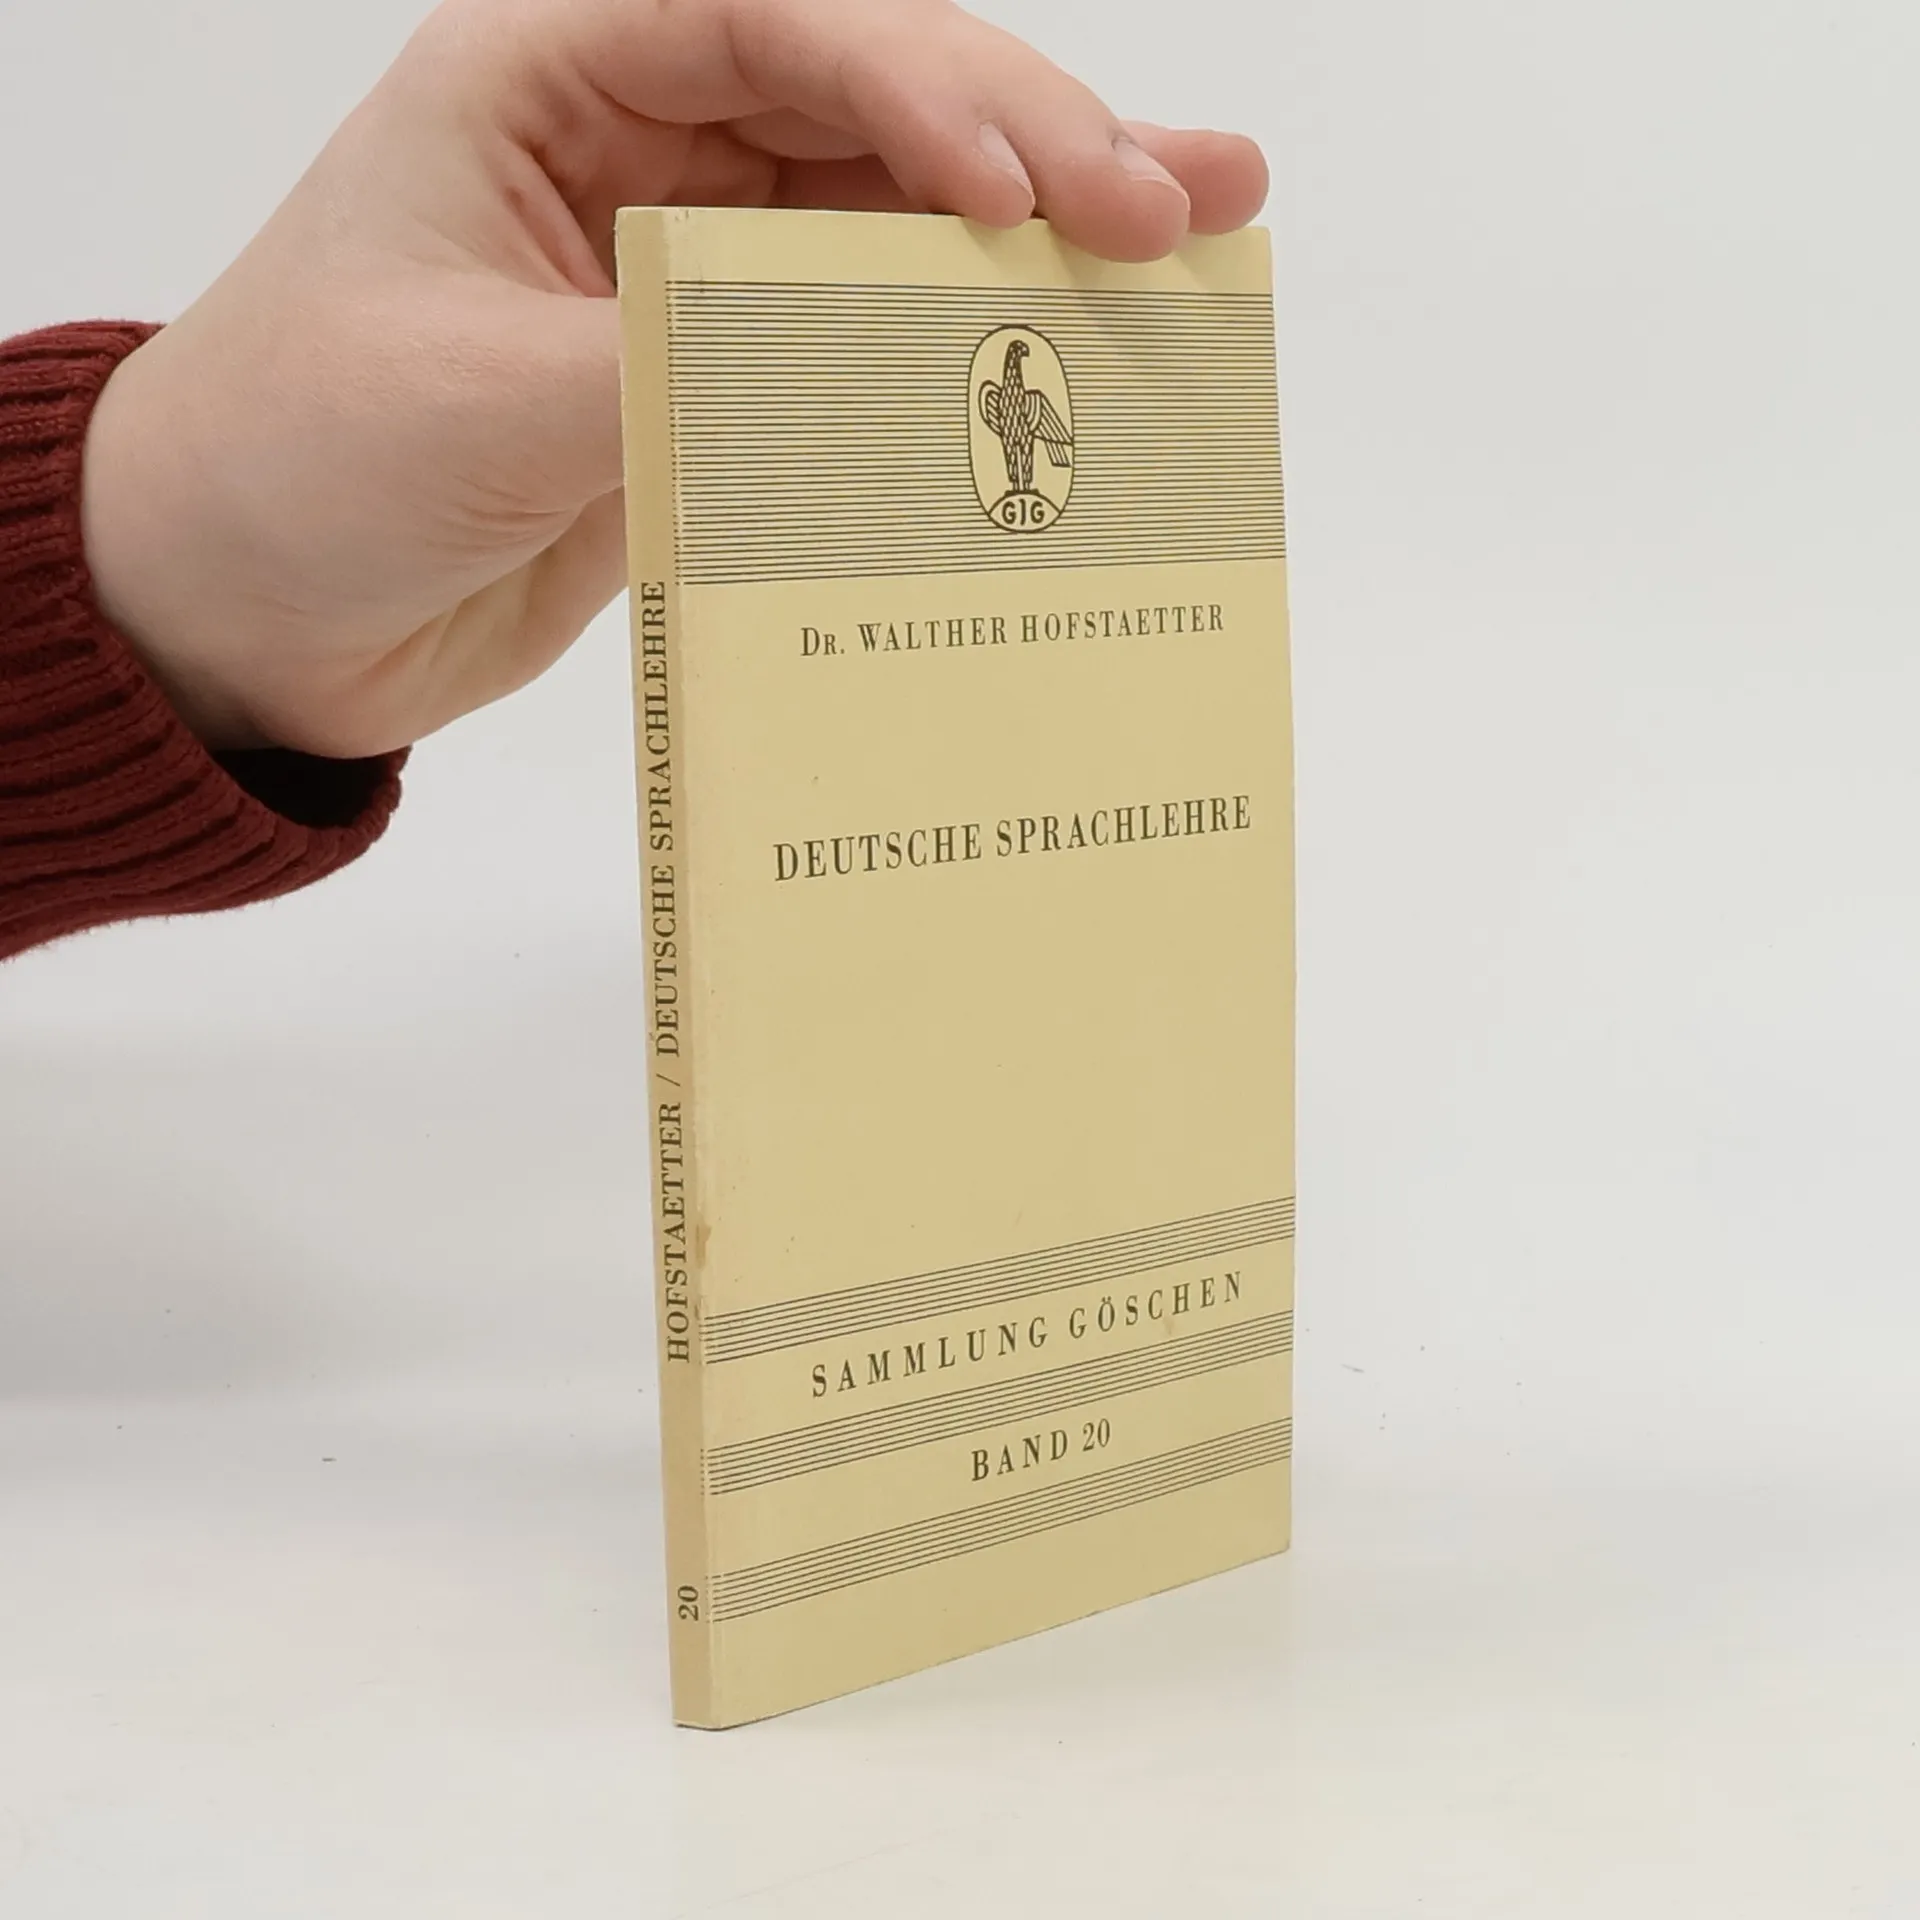 GJG
DR. WALTHER HOFSTAETTER
DEUTSCHE SPRACHLEHRE
SAMMLUNG GÖSCHEN
BAND 20
HOFSTAETTER / DEUTSCHE SPRACHLEHRE
20